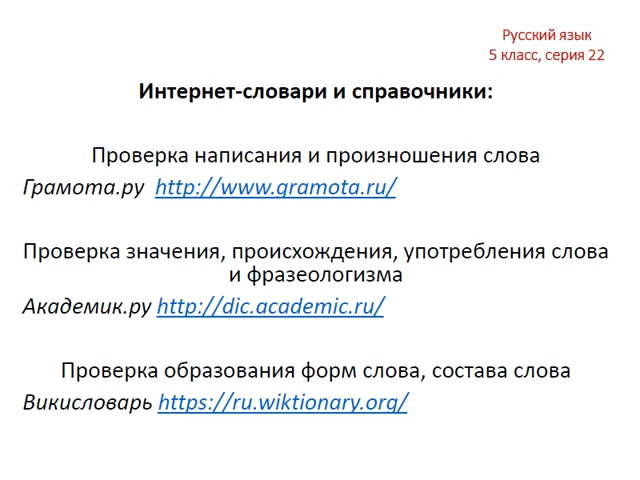 Русский язык
5 класс, серия 22
Интернет-словари и справочники:
Проверка написания и произношения слова
Грамота.ру http://www.gramota.ru/
Проверка значения, происхождения, употребления слова
и фразеологизма
Академик.ру http://dic.academic.ru/
Проверка образования форм слова, состава слова
Викисловарь https://ru.wiktionary.org/